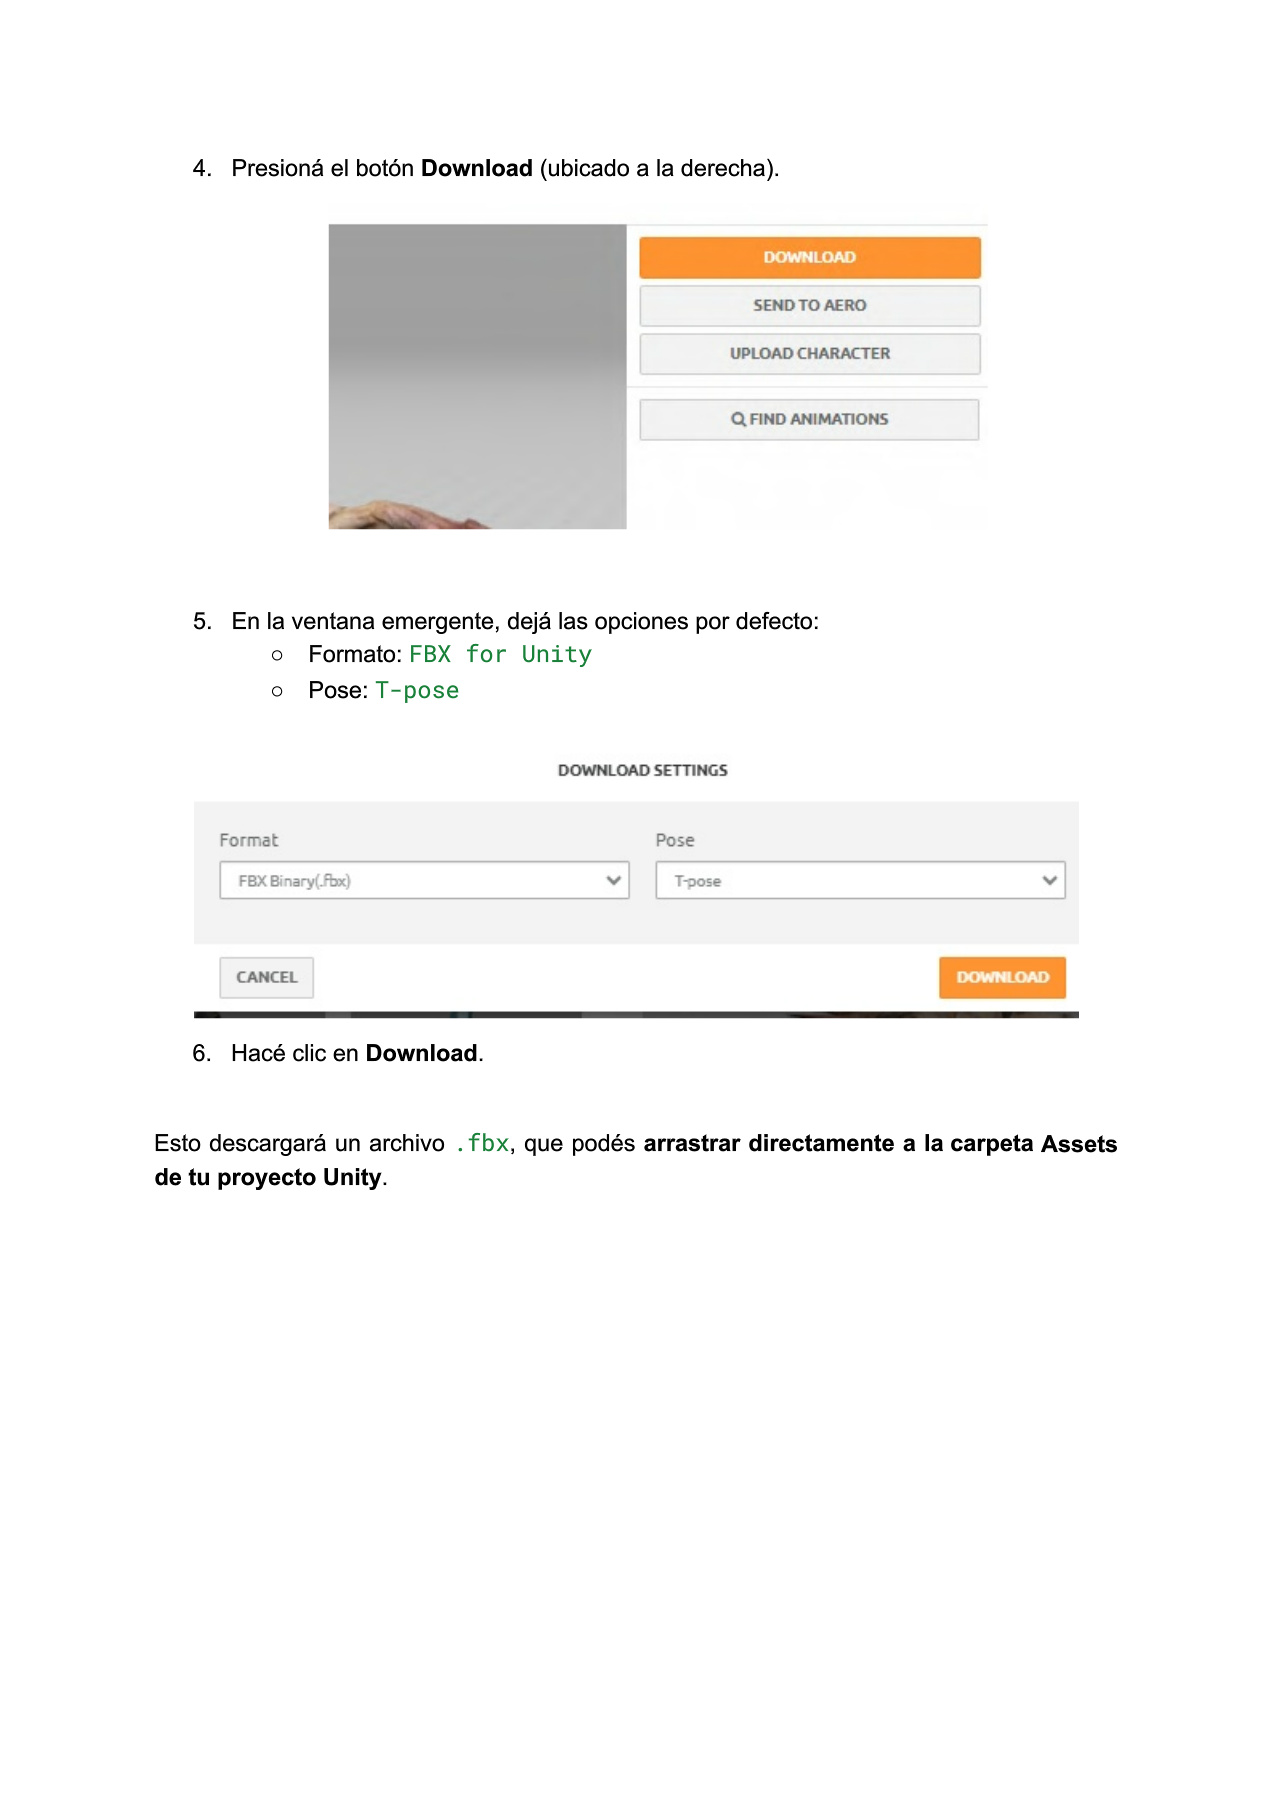 4. Presioná el botón Download (ubicado a la derecha).
DOWNLOAD
SEND TO AERO
UPLOAD CHARACTER
FIND ANIMATIONS
5. En la ventana emergente, dejá las opciones por defecto:
○ Formato: FBX for Unity
○ Pose: T-pose
DOWNLOAD SETTINGS
Format Pose
FBX Binary(.fbx) T-pose
CANCEL DOWNLOAD
6. Hacé clic en Download.
Esto descargará un archivo .fbx, que podés arrastrar directamente a la carpeta Assets
de tu proyecto Unity.